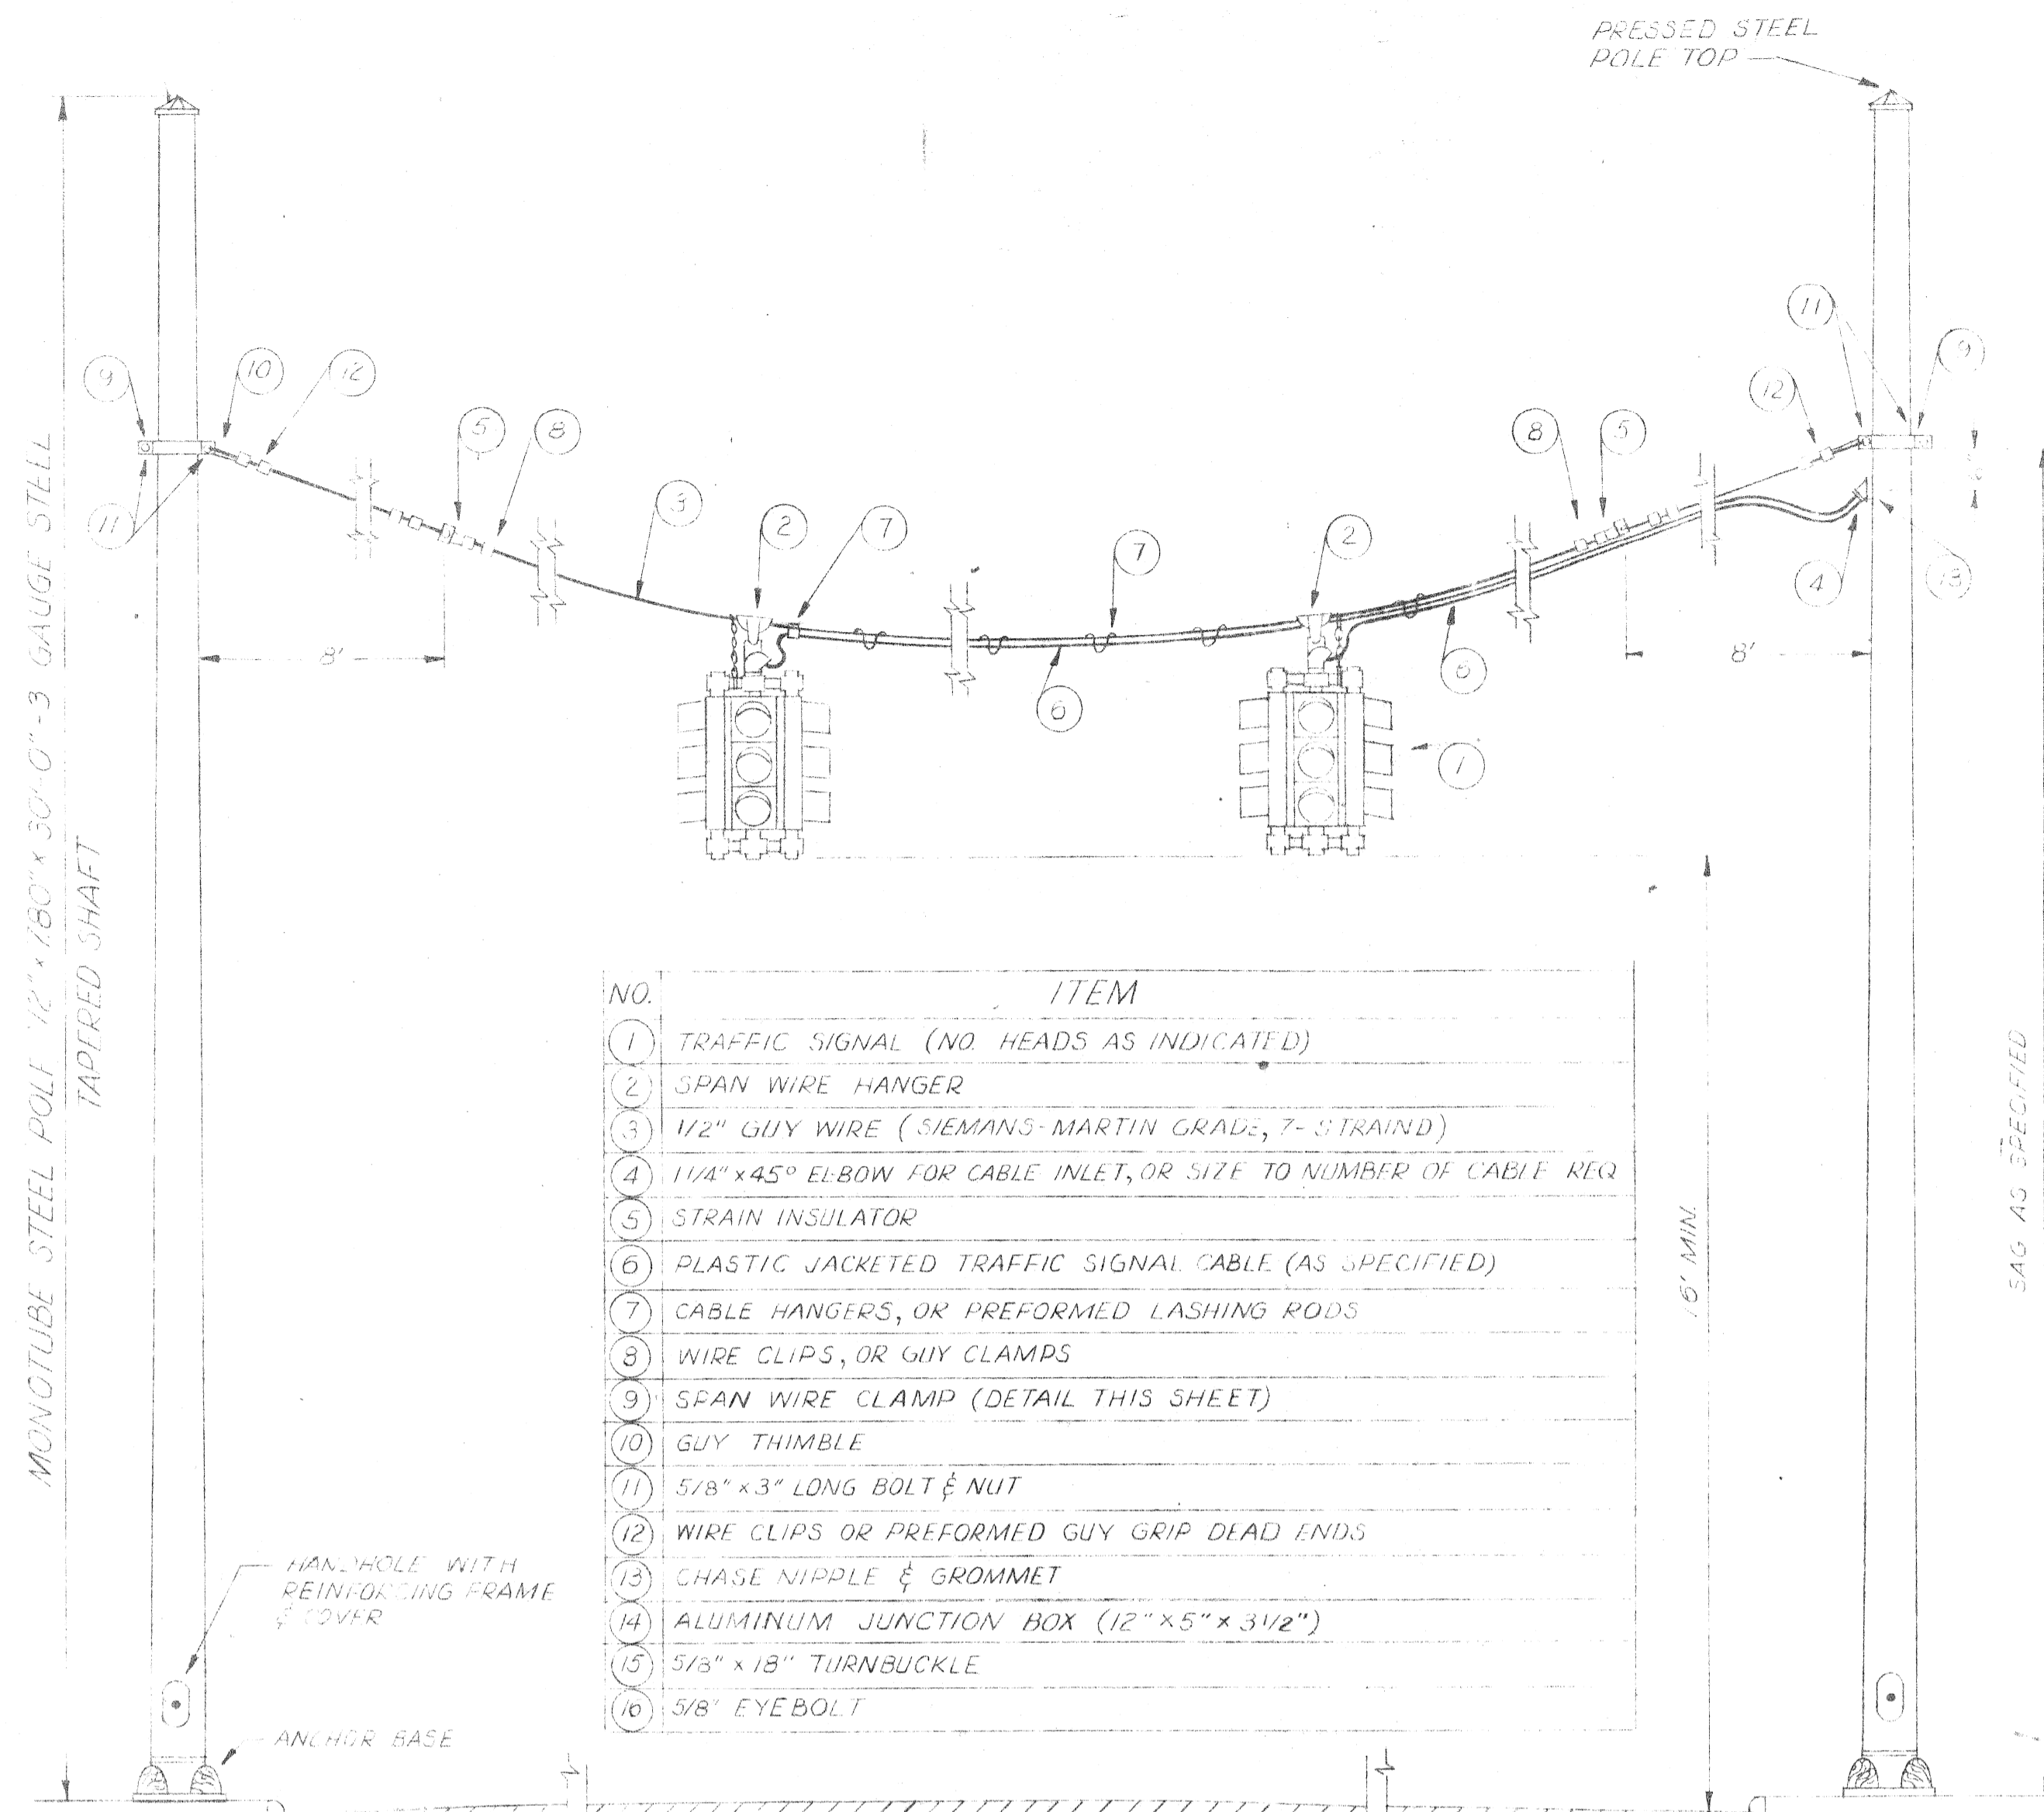 PRESSED STEEL
POLE TOP
11
9
9
10
12
12
5
8
8
5
11
3
2
7
7
2
4
13
8'
8'
6
6
1
MONOTUBE STEEL POLE 12" x 7.80" x 30'-0"-3 GAUGE STELL
TAPERED SHAFT
NO. ITEM
1 TRAFFIC SIGNAL (NO. HEADS AS INDICATED)
2 SPAN WIRE HANGER
3 1/2" GUY WIRE (SIEMANS-MARTIN GRADE, 7-STRAIND)
4 1 1/4" x 45° ELBOW FOR CABLE INLET, OR SIZE TO NUMBER OF CABLE REQ
5 STRAIN INSULATOR
6 PLASTIC JACKETED TRAFFIC SIGNAL CABLE (AS SPECIFIED)
7 CABLE HANGERS, OR PREFORMED LASHING RODS
8 WIRE CLIPS, OR GUY CLAMPS
9 SPAN WIRE CLAMP (DETAIL THIS SHEET)
10 GUY THIMBLE
11 5/8" x 3" LONG BOLT & NUT
12 WIRE CLIPS OR PREFORMED GUY GRIP DEAD ENDS
13 CHASE NIPPLE & GROMMET
14 ALUMINUM JUNCTION BOX (12" x 5" x 3 1/2")
15 5/8" x 18" TURNBUCKLE
16 5/8" EYEBOLT
MIN.
SAG AS SPECIFIED
HANDHOLE WITH
REINFORCING FRAME
& COVER
ANCHOR BASE